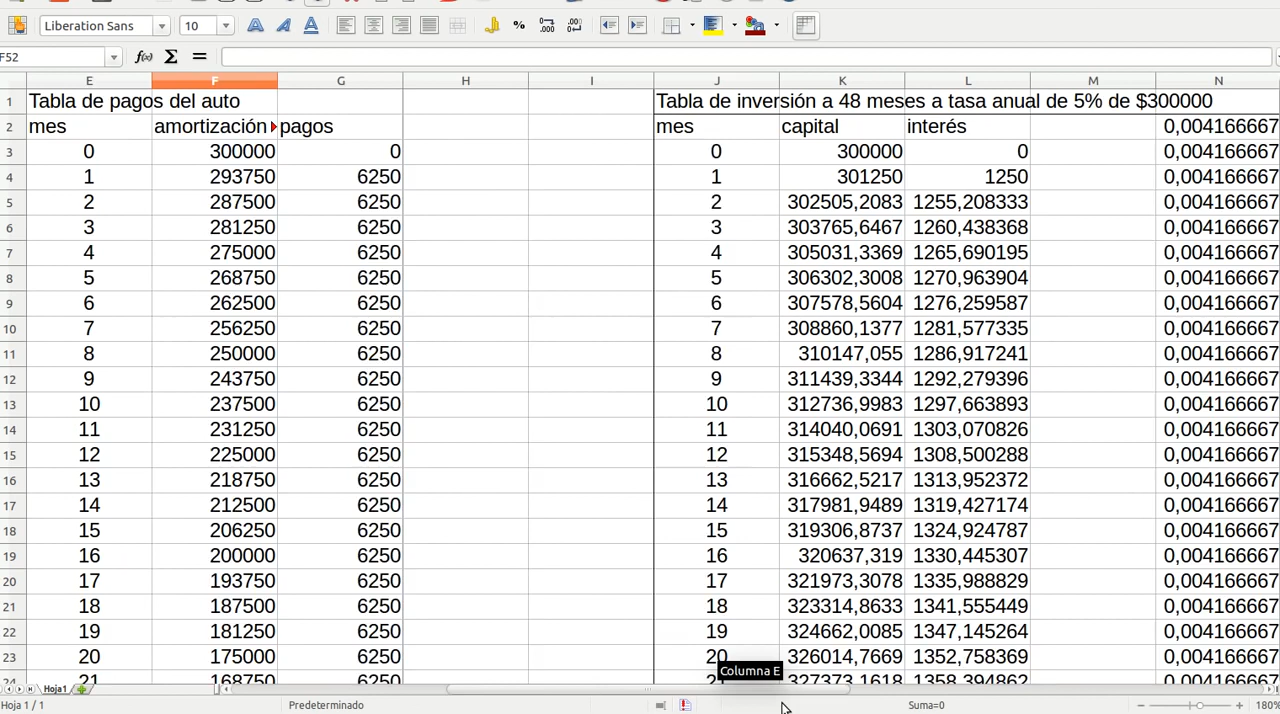 Liberation Sans 10
F52
E F G H I J K L M N
1 Tabla de pagos del auto Tabla de inversión a 48 meses a tasa anual de 5% de $300000
2 mes amortización pagos mes capital interés 0,004166667
3 0 300000 0 0 300000 0 0,004166667
4 1 293750 6250 1 301250 1250 0,004166667
5 2 287500 6250 2 302505,2083 1255,208333 0,004166667
6 3 281250 6250 3 303765,6467 1260,438368 0,004166667
7 4 275000 6250 4 305031,3369 1265,690195 0,004166667
8 5 268750 6250 5 306302,3008 1270,963904 0,004166667
9 6 262500 6250 6 307578,5604 1276,259587 0,004166667
10 7 256250 6250 7 308860,1377 1281,577335 0,004166667
11 8 250000 6250 8 310147,055 1286,917241 0,004166667
12 9 243750 6250 9 311439,3344 1292,279396 0,004166667
13 10 237500 6250 10 312736,9983 1297,663893 0,004166667
14 11 231250 6250 11 314040,0691 1303,070826 0,004166667
15 12 225000 6250 12 315348,5694 1308,500288 0,004166667
16 13 218750 6250 13 316662,5217 1313,952372 0,004166667
17 14 212500 6250 14 317981,9489 1319,427174 0,004166667
18 15 206250 6250 15 319306,8737 1324,924787 0,004166667
19 16 200000 6250 16 320637,319 1330,445307 0,004166667
20 17 193750 6250 17 321973,3078 1335,988829 0,004166667
21 18 187500 6250 18 323314,8633 1341,555449 0,004166667
22 19 181250 6250 19 324662,0085 1347,145264 0,004166667
23 20 175000 6250 20 326014,7669 1352,758369 0,004166667
24 21 168750 6250 327373,1618 1358,394862 0,004166667
Columna E
Hoja1
Hoja 1 / 1 Predeterminado Suma=0 180%